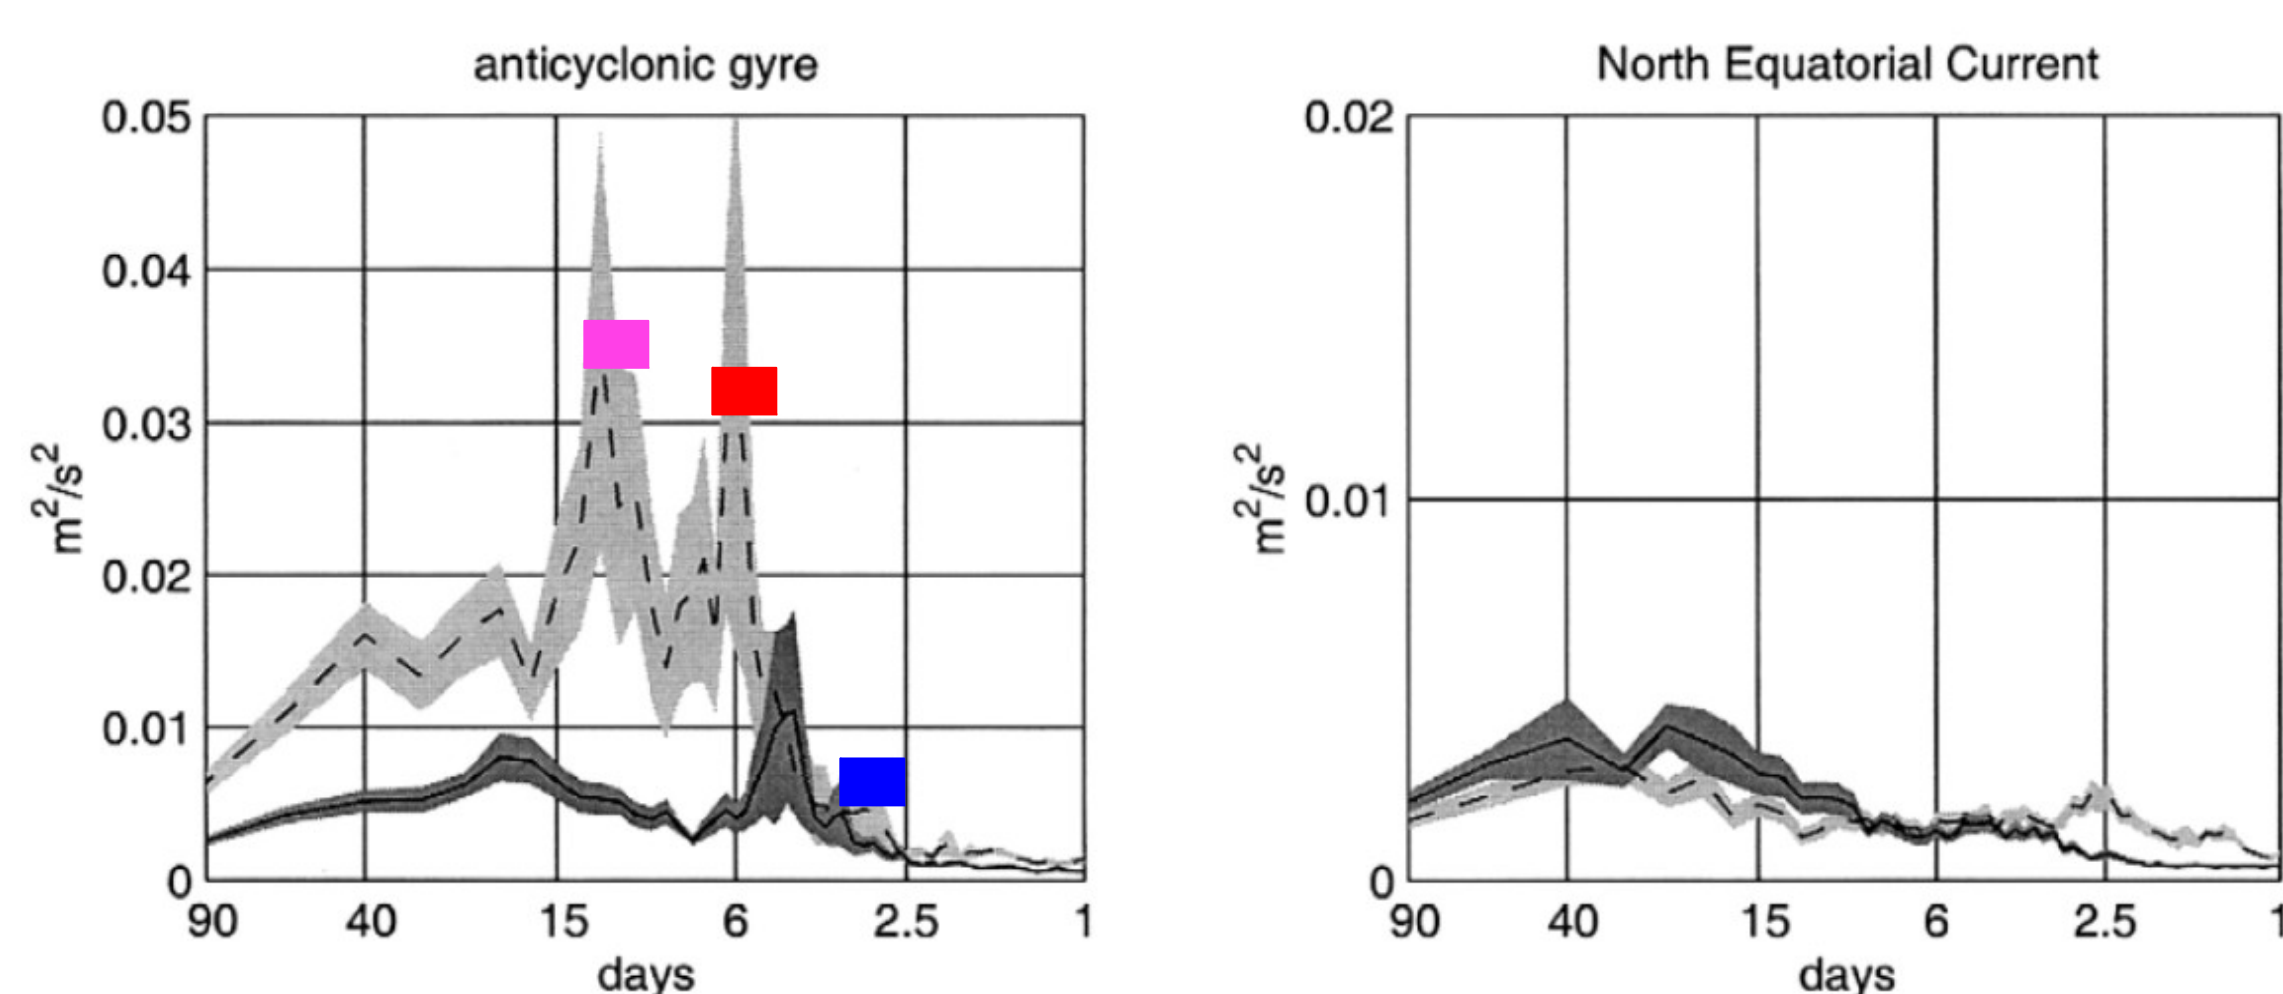 anticyclonic gyre
0.05
0.04
0.03
0.02
0.01
0
m²/s²
90 40 15 6 2.5 1
days
North Equatorial Current
0.02
0.01
0
m²/s²
90 40 15 6 2.5 1
days